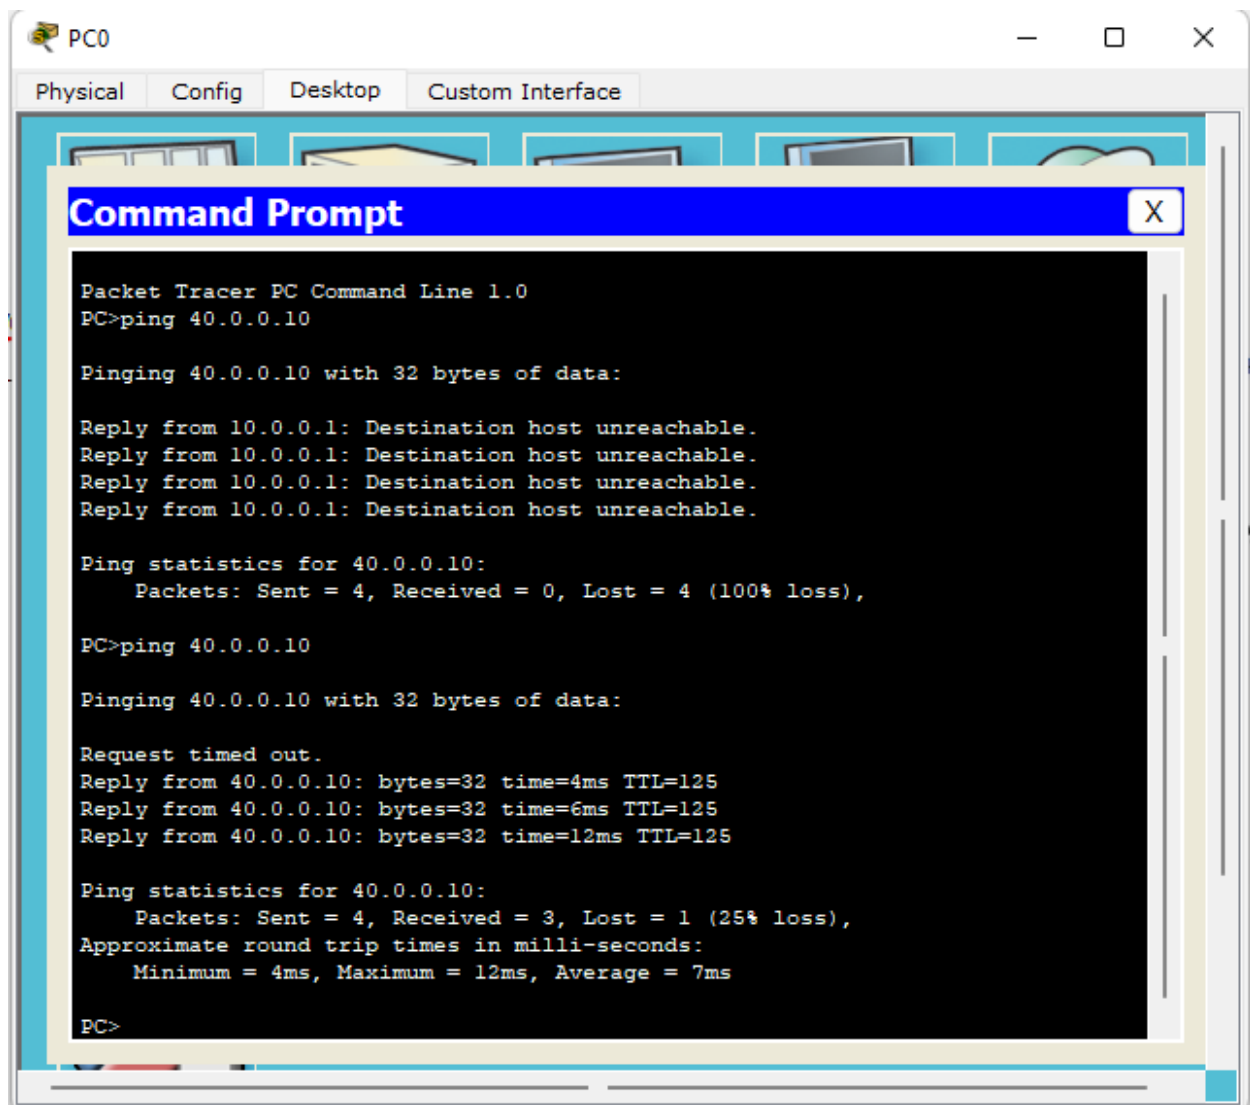 PC0
Physical Config Desktop Custom Interface
Command Prompt
X
Packet Tracer PC Command Line 1.0
PC>ping 40.0.0.10
Pinging 40.0.0.10 with 32 bytes of data:
Reply from 10.0.0.1: Destination host unreachable.
Reply from 10.0.0.1: Destination host unreachable.
Reply from 10.0.0.1: Destination host unreachable.
Reply from 10.0.0.1: Destination host unreachable.
Ping statistics for 40.0.0.10:
Packets: Sent = 4, Received = 0, Lost = 4 (100% loss),
PC>ping 40.0.0.10
Pinging 40.0.0.10 with 32 bytes of data:
Request timed out.
Reply from 40.0.0.10: bytes=32 time=4ms TTL=125
Reply from 40.0.0.10: bytes=32 time=6ms TTL=125
Reply from 40.0.0.10: bytes=32 time=12ms TTL=125
Ping statistics for 40.0.0.10:
Packets: Sent = 4, Received = 3, Lost = 1 (25% loss),
Approximate round trip times in milli-seconds:
Minimum = 4ms, Maximum = 12ms, Average = 7ms
PC>